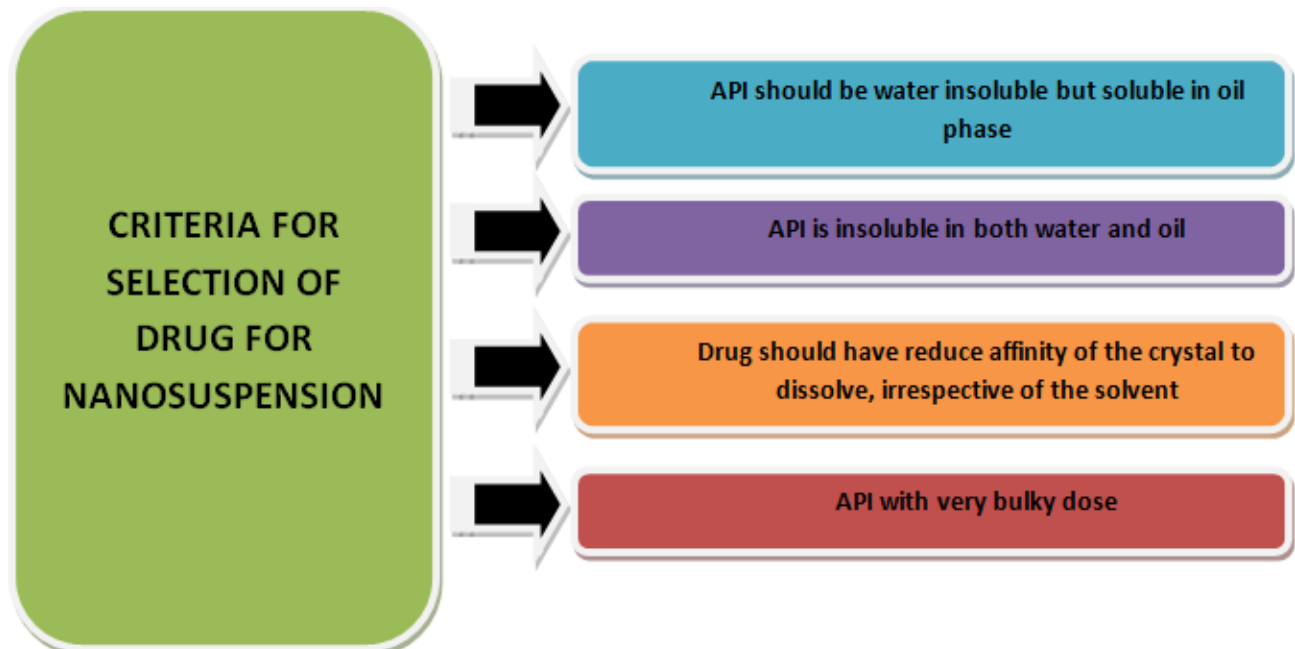 CRITERIA FOR
SELECTION OF
DRUG FOR
NANOSUSPENSION
API should be water insoluble but soluble in oil
phase
API is insoluble in both water and oil
Drug should have reduce affinity of the crystal to
dissolve, irrespective of the solvent
API with very bulky dose